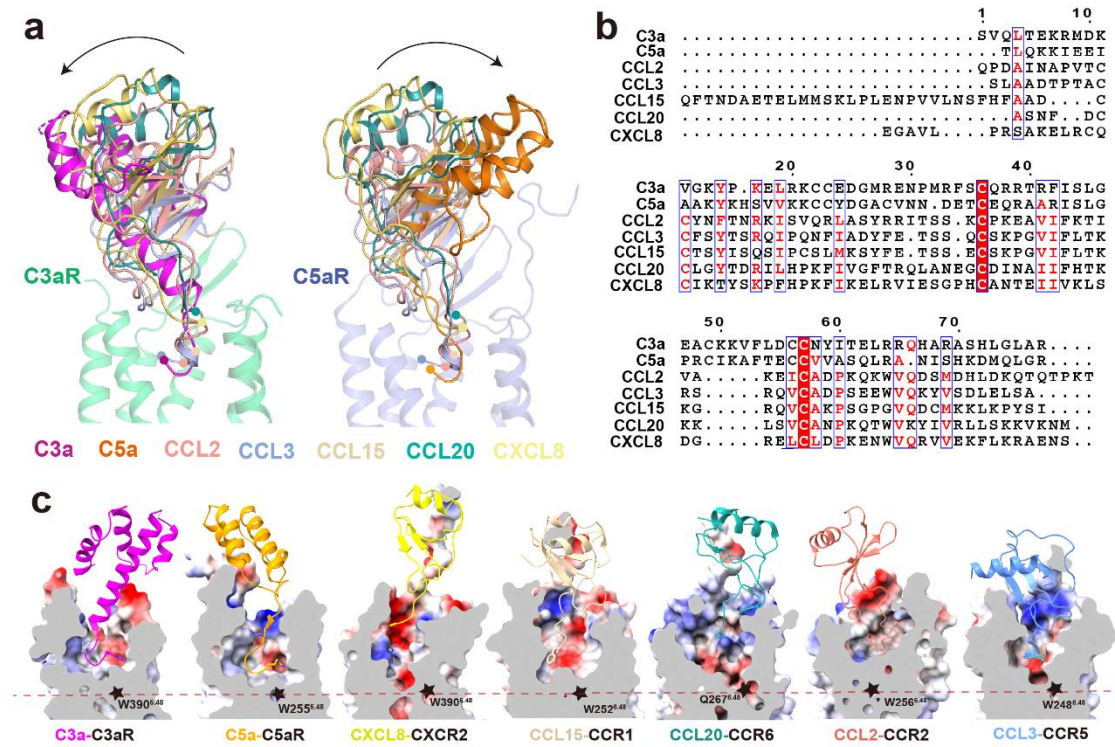 a
C3aR
C5aR
C3a C5a CCL2 CCL3 CCL15 CCL20 CXCL8
b
1 10
C3a SVQLTEKRMDK
C5a TLQKKIEEI
CCL2 ..................QPDAINAPVTC
CCL3 ...................SLAADTPTAC
CCL15 QFTNDAETELMMSKLPLENPVVLNSFHFAAD....C
CCL20 ASNF..DC
CXCL8 EGAVL...PRSAKELRCQ
20 30 40
C3a VGKYP.KELRKCCEDGMRENPMRFSCQRRTRFISLG
C5a AAKYKHSVVKKCCYDGACVNN.DETCEQRAARISLG
CCL2 CYNFTNRKISVQRLASYRRITSS.KCPKEAVIFKTI
CCL3 CFSYTSRQIPQNFIADYFE.TSS.QCSKPGVIFLTK
CCL15 CTSYISQSIPCSLMKSYFE.TSS.ECSKPGVIFLTK
CCL20 CLGYTDRILHPKFIVGFTRQLANEGCDINAIIFHTK
CXCL8 CIKTYSKPFHPKFIKELRVIESGPHCANTEIIVKLS
50 60 70
C3a EACKKVFLDCCNYITELRRQHARASHLGLAR....
C5a PRCIKAFTECCVVASQLRA.NISHKDMQLGR....
CCL2 VA.....KEICADPKQKWVQDSMDHLDKQTQTPKT
CCL3 RS.....RQVCADPSEEWVQKYVSDLELSA.....
CCL15 GR.....QVCAKPSGPGVQDCMKKLKPYSI.....
CCL20 KK.....LSVCANPKQTWVKYIVRLLSKKVKNM..
CXCL8 DG.....RELCLDPKENWVQRVVEKFLKRAENS..
c
W390⁶·⁴⁸ W255⁶·⁴⁸ W390⁶·⁴⁸ W252⁶·⁴⁸ Q267⁶·⁴⁸ W256⁶·⁴⁸ W248⁶·⁴⁸
C3a-C3aR C5a-C5aR CXCL8-CXCR2 CCL15-CCR1 CCL20-CCR6 CCL2-CCR2 CCL3-CCR5